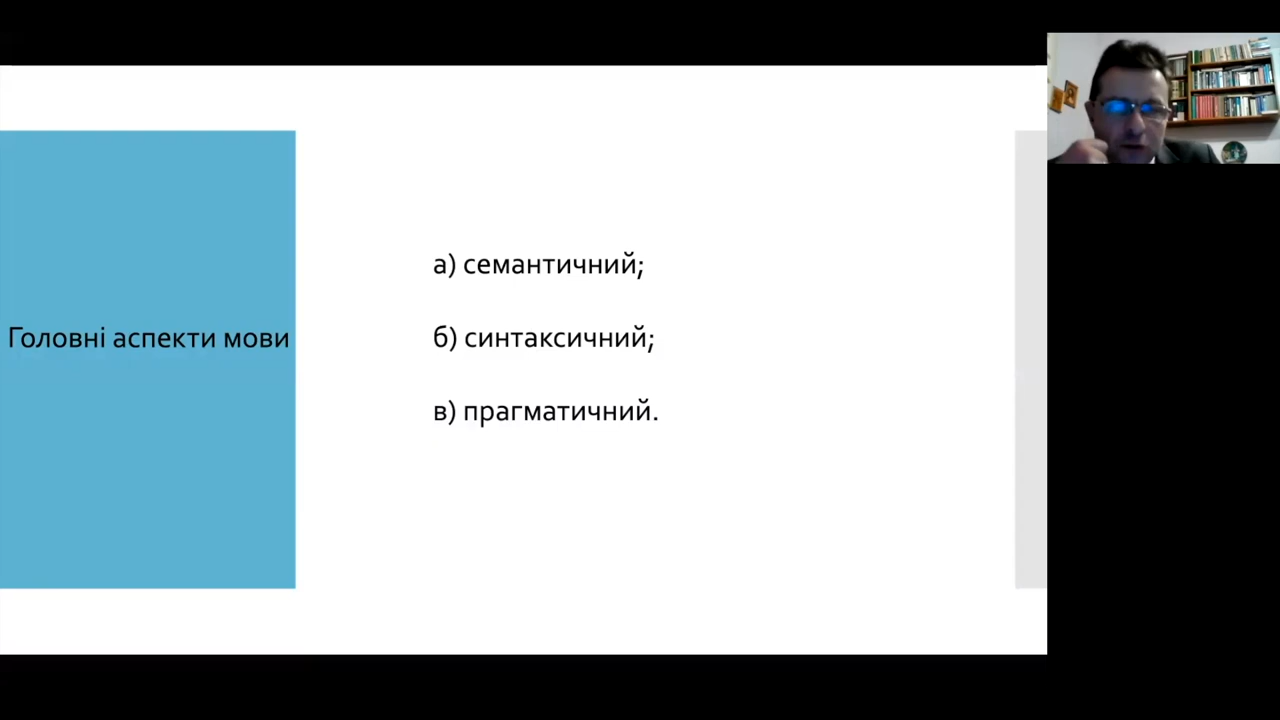 Головні аспекти мови
а) семантичний;
б) синтаксичний;
в) прагматичний.